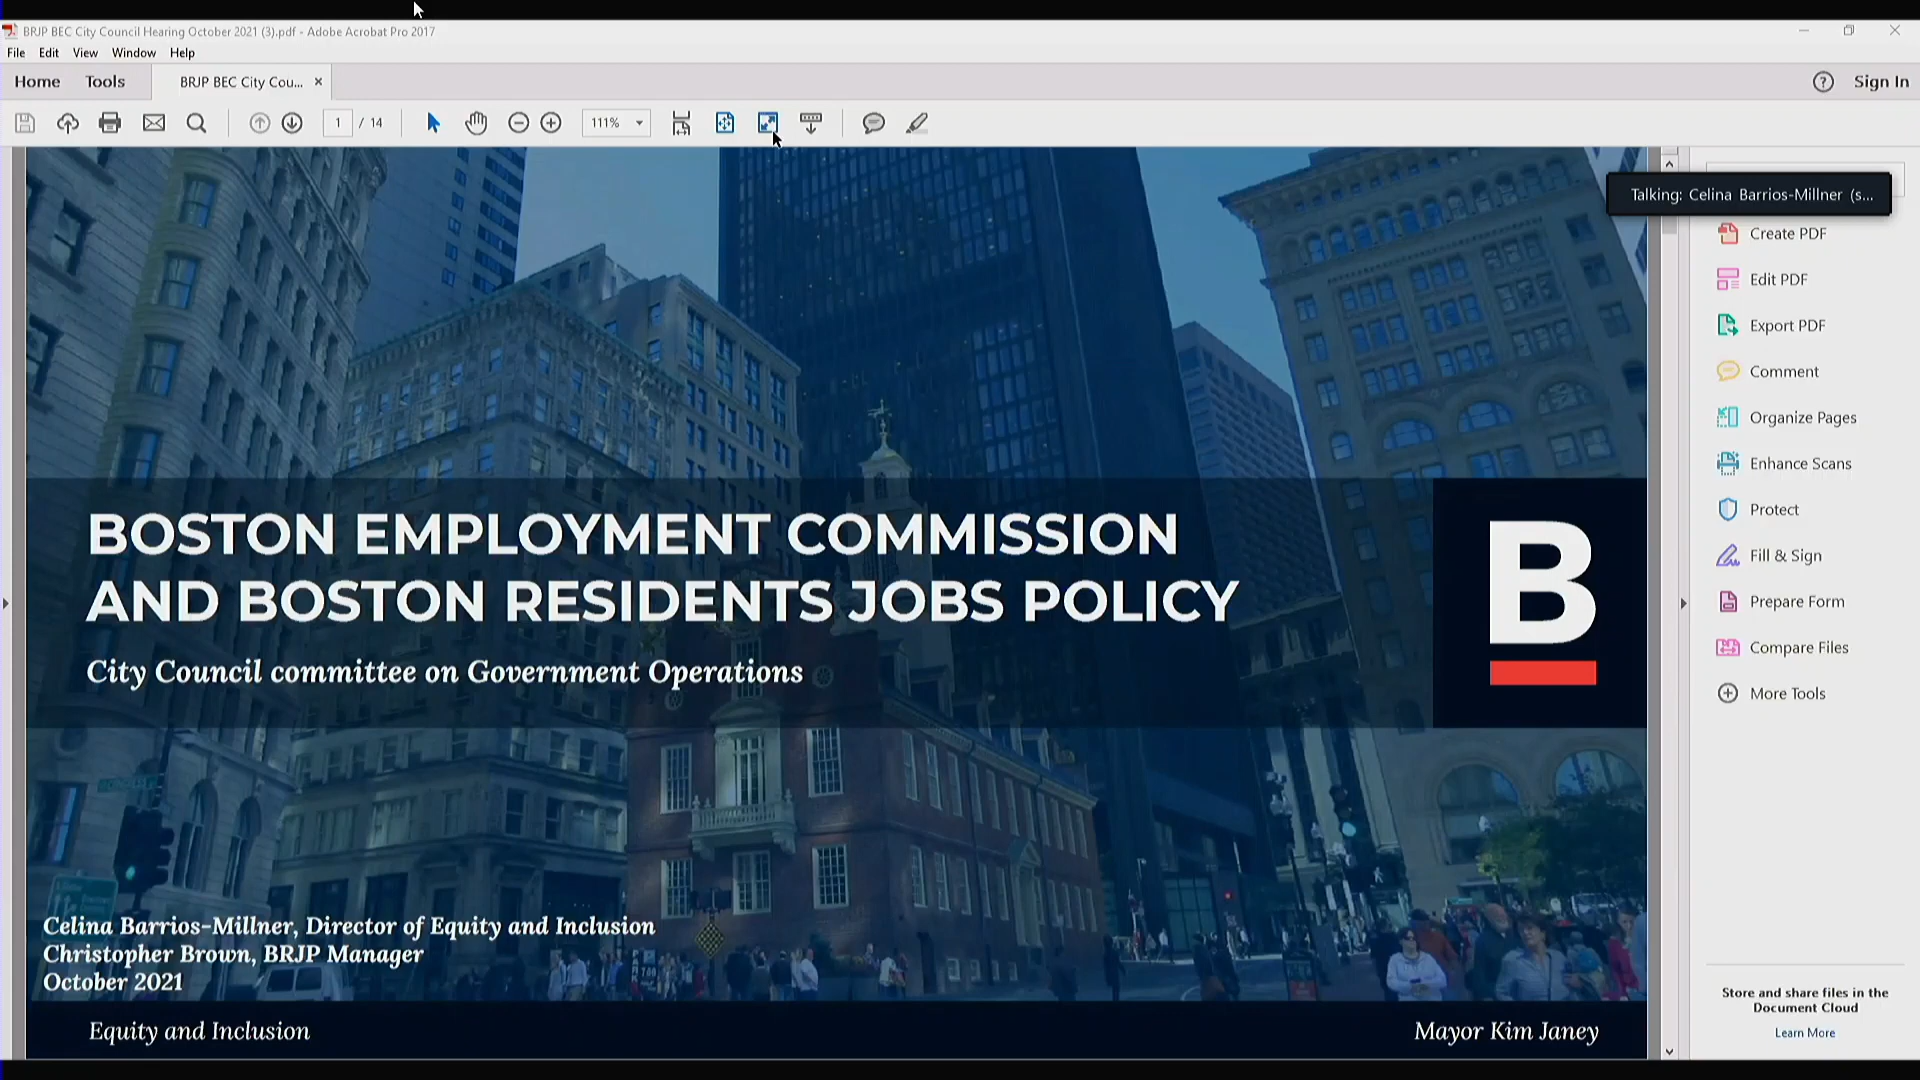 BRJP BEC City Council Hearing October 2021 (3).pdf - Adobe Acrobat Pro 2017
File Edit View Window Help
Home Tools BRJP BEC City Cou... Sign In
1 / 14 111%
Talking: Celina Barrios-Millner (s...
Create PDF
Edit PDF
Export PDF
Comment
Organize Pages
Enhance Scans
Protect
Fill & Sign
Prepare Form
Compare Files
More Tools
BOSTON EMPLOYMENT COMMISSION
AND BOSTON RESIDENTS JOBS POLICY
City Council committee on Government Operations
B
Celina Barrios-Millner, Director of Equity and Inclusion
Christopher Brown, BRJP Manager
October 2021
Equity and Inclusion
Mayor Kim Janey
Store and share files in the
Document Cloud
Learn More